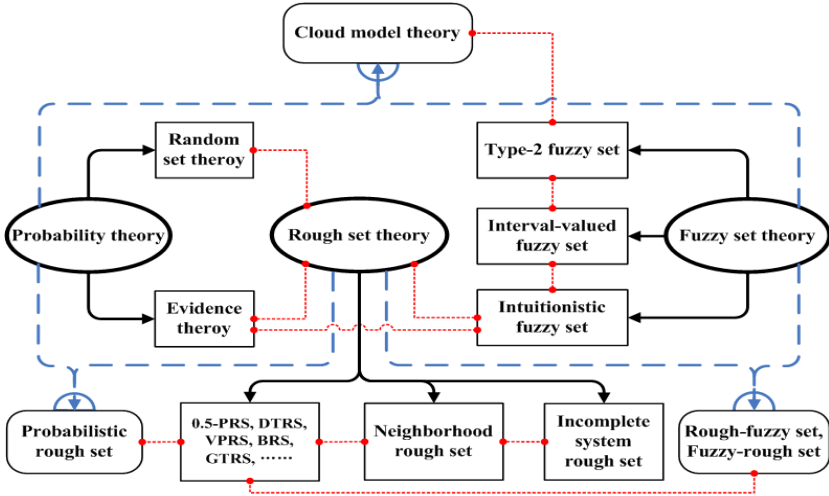 Cloud model theory
Random
set theroy
Type-2 fuzzy set
Probability theory
Rough set theory
Interval-valued
fuzzy set
Fuzzy set theory
Evidence
theroy
Intuitionistic
fuzzy set
Probabilistic
rough set
0.5-PRS, DTRS,
VPRS, BRS,
GTRS, ······
Neighborhood
rough set
Incomplete
system
rough set
Rough-fuzzy set,
Fuzzy-rough set